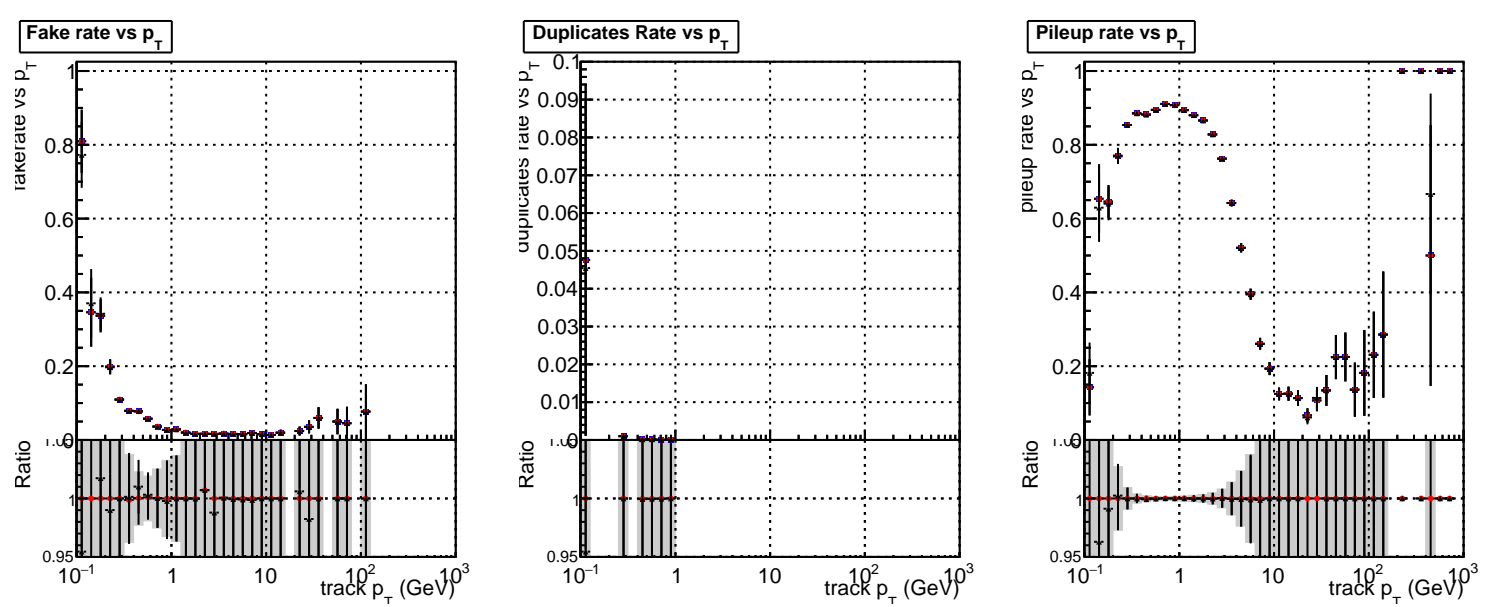 Fake rate vs p_T
fakerate vs p_T
1
0.8
0.6
0.4
0.2
0
Ratio
1
0.95
10^−1 1 10 10^2 10^3
track p_T (GeV)
Duplicates Rate vs p_T
duplicates rate vs p_T
0.1
0.09
0.08
0.07
0.06
0.05
0.04
0.03
0.02
0.01
Ratio
1
0.95
10^−1 1 10 10^2 10^3
track p_T (GeV)
Pileup rate vs p_T
pileup rate vs p_T
1
0.8
0.6
0.4
0.2
0
Ratio
1
0.95
10^−1 1 10 10^2 10^3
track p_T (GeV)